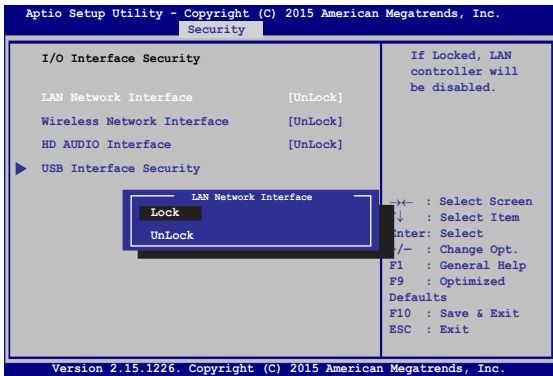 Aptio Setup Utility - Copyright (C) 2015 American Megatrends, Inc.
Security
I/O Interface Security
LAN Network Interface [UnLock]
Wireless Network Interface [UnLock]
HD AUDIO Interface [UnLock]
USB Interface Security
LAN Network Interface
Lock
UnLock
If Locked, LAN
controller will
be disabled.
→← : Select Screen
↑↓ : Select Item
Enter: Select
+/— : Change Opt.
F1 : General Help
F9 : Optimized
Defaults
F10 : Save & Exit
ESC : Exit
Version 2.15.1226. Copyright (C) 2015 American Megatrends, Inc.